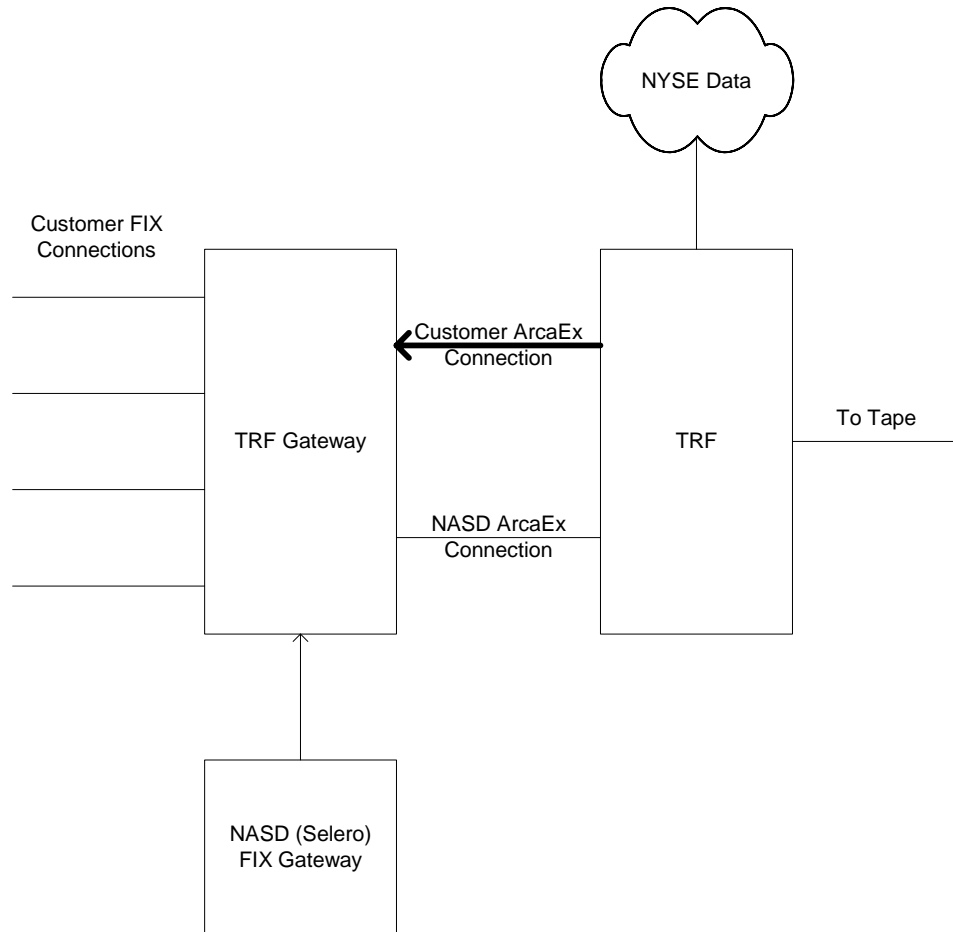 NYSE Data
Customer FIX
Connections
Customer ArcaEx
Connection
TRF Gateway
TRF
To Tape
NASD ArcaEx
Connection
NASD (Selero)
FIX Gateway